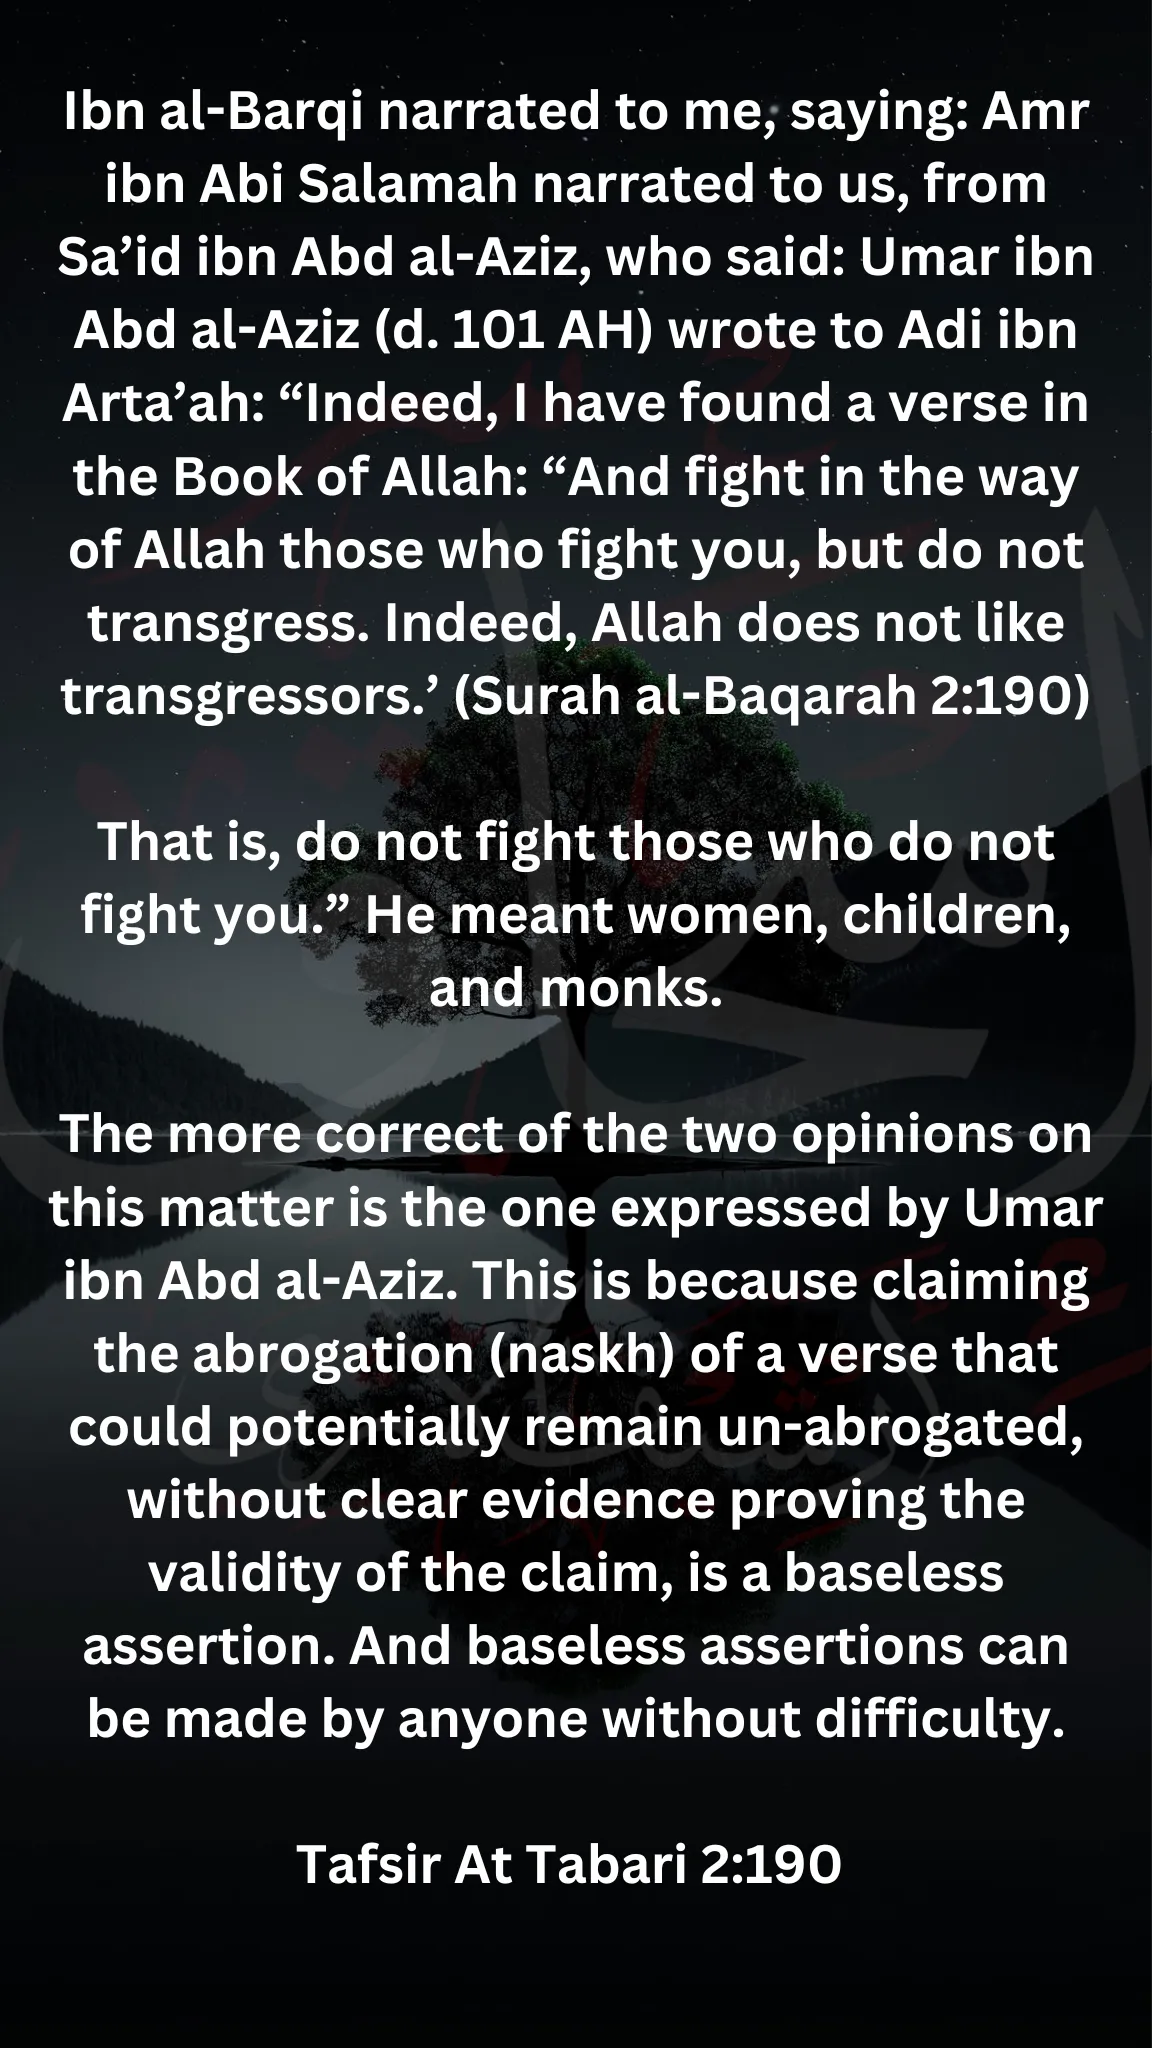 Ibn al-Barqi narrated to me, saying: Amr
ibn Abi Salamah narrated to us, from
Sa’id ibn Abd al-Aziz, who said: Umar ibn
Abd al-Aziz (d. 101 AH) wrote to Adi ibn
Arta’ah: “Indeed, I have found a verse in
the Book of Allah: “And fight in the way
of Allah those who fight you, but do not
transgress. Indeed, Allah does not like
transgressors.’ (Surah al-Baqarah 2:190)
That is, do not fight those who do not
fight you.” He meant women, children,
and monks.
The more correct of the two opinions on
this matter is the one expressed by Umar
ibn Abd al-Aziz. This is because claiming
the abrogation (naskh) of a verse that
could potentially remain un-abrogated,
without clear evidence proving the
validity of the claim, is a baseless
assertion. And baseless assertions can
be made by anyone without difficulty.
Tafsir At Tabari 2:190